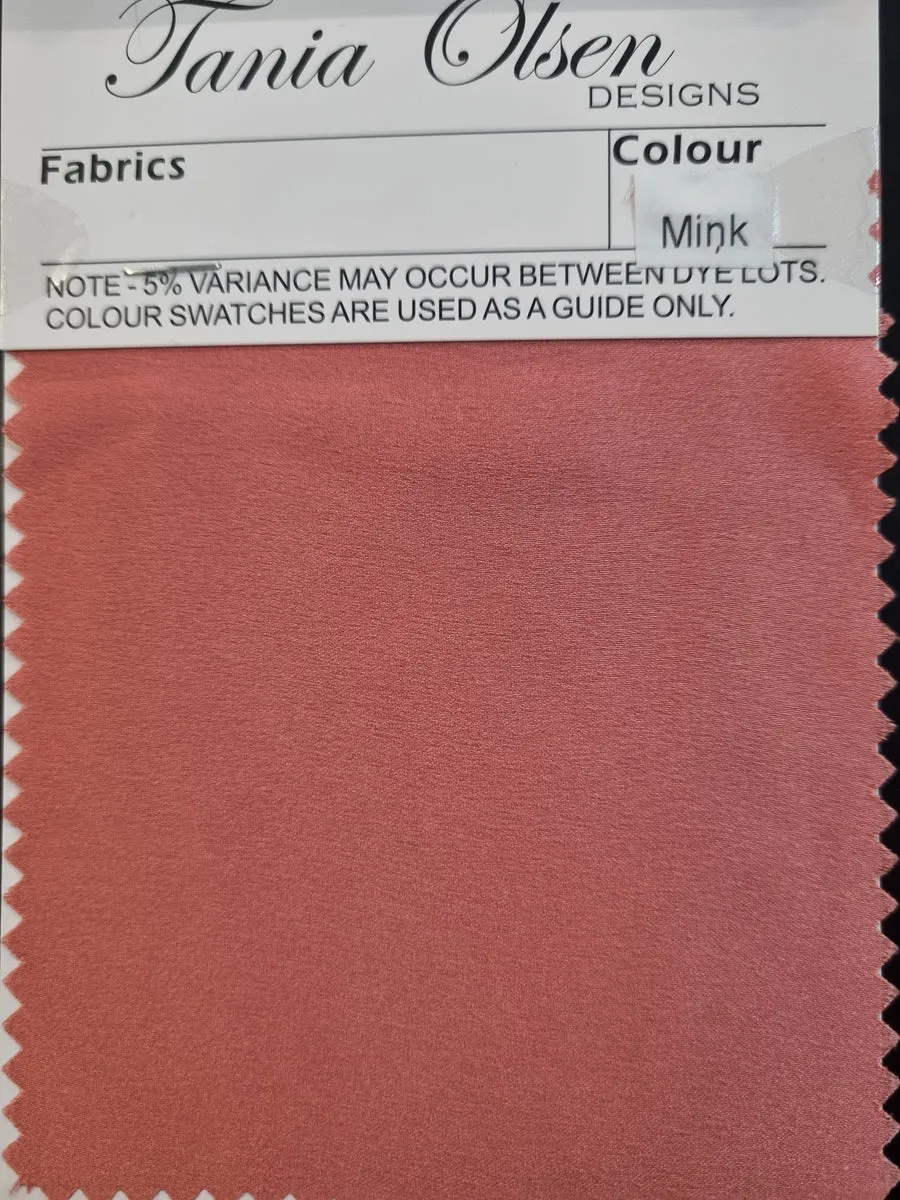 Tania Olsen
DESIGNS
Fabrics
Colour
Mink
NOTE - 5% VARIANCE MAY OCCUR BETWEEN DYE LOTS.
COLOUR SWATCHES ARE USED AS A GUIDE ONLY.